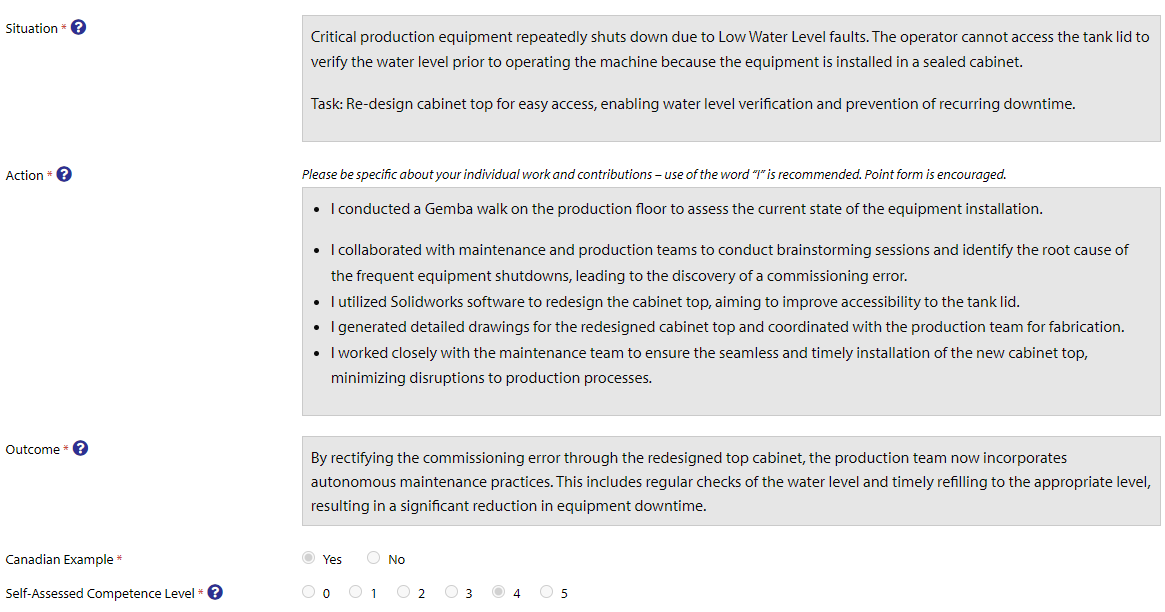 Situation * ?
Critical production equipment repeatedly shuts down due to Low Water Level faults. The operator cannot access the tank lid to
verify the water level prior to operating the machine because the equipment is installed in a sealed cabinet.
Task: Re-design cabinet top for easy access, enabling water level verification and prevention of recurring downtime.
Action * ?
Please be specific about your individual work and contributions – use of the word "I" is recommended. Point form is encouraged.
• I conducted a Gemba walk on the production floor to assess the current state of the equipment installation.
• I collaborated with maintenance and production teams to conduct brainstorming sessions and identify the root cause of
the frequent equipment shutdowns, leading to the discovery of a commissioning error.
• I utilized Solidworks software to redesign the cabinet top, aiming to improve accessibility to the tank lid.
• I generated detailed drawings for the redesigned cabinet top and coordinated with the production team for fabrication.
• I worked closely with the maintenance team to ensure the seamless and timely installation of the new cabinet top,
minimizing disruptions to production processes.
Outcome * ?
By rectifying the commissioning error through the redesigned top cabinet, the production team now incorporates
autonomous maintenance practices. This includes regular checks of the water level and timely refilling to the appropriate level,
resulting in a significant reduction in equipment downtime.
Canadian Example * Yes No
Self-Assessed Competence Level * ? 0 1 2 3 4 5